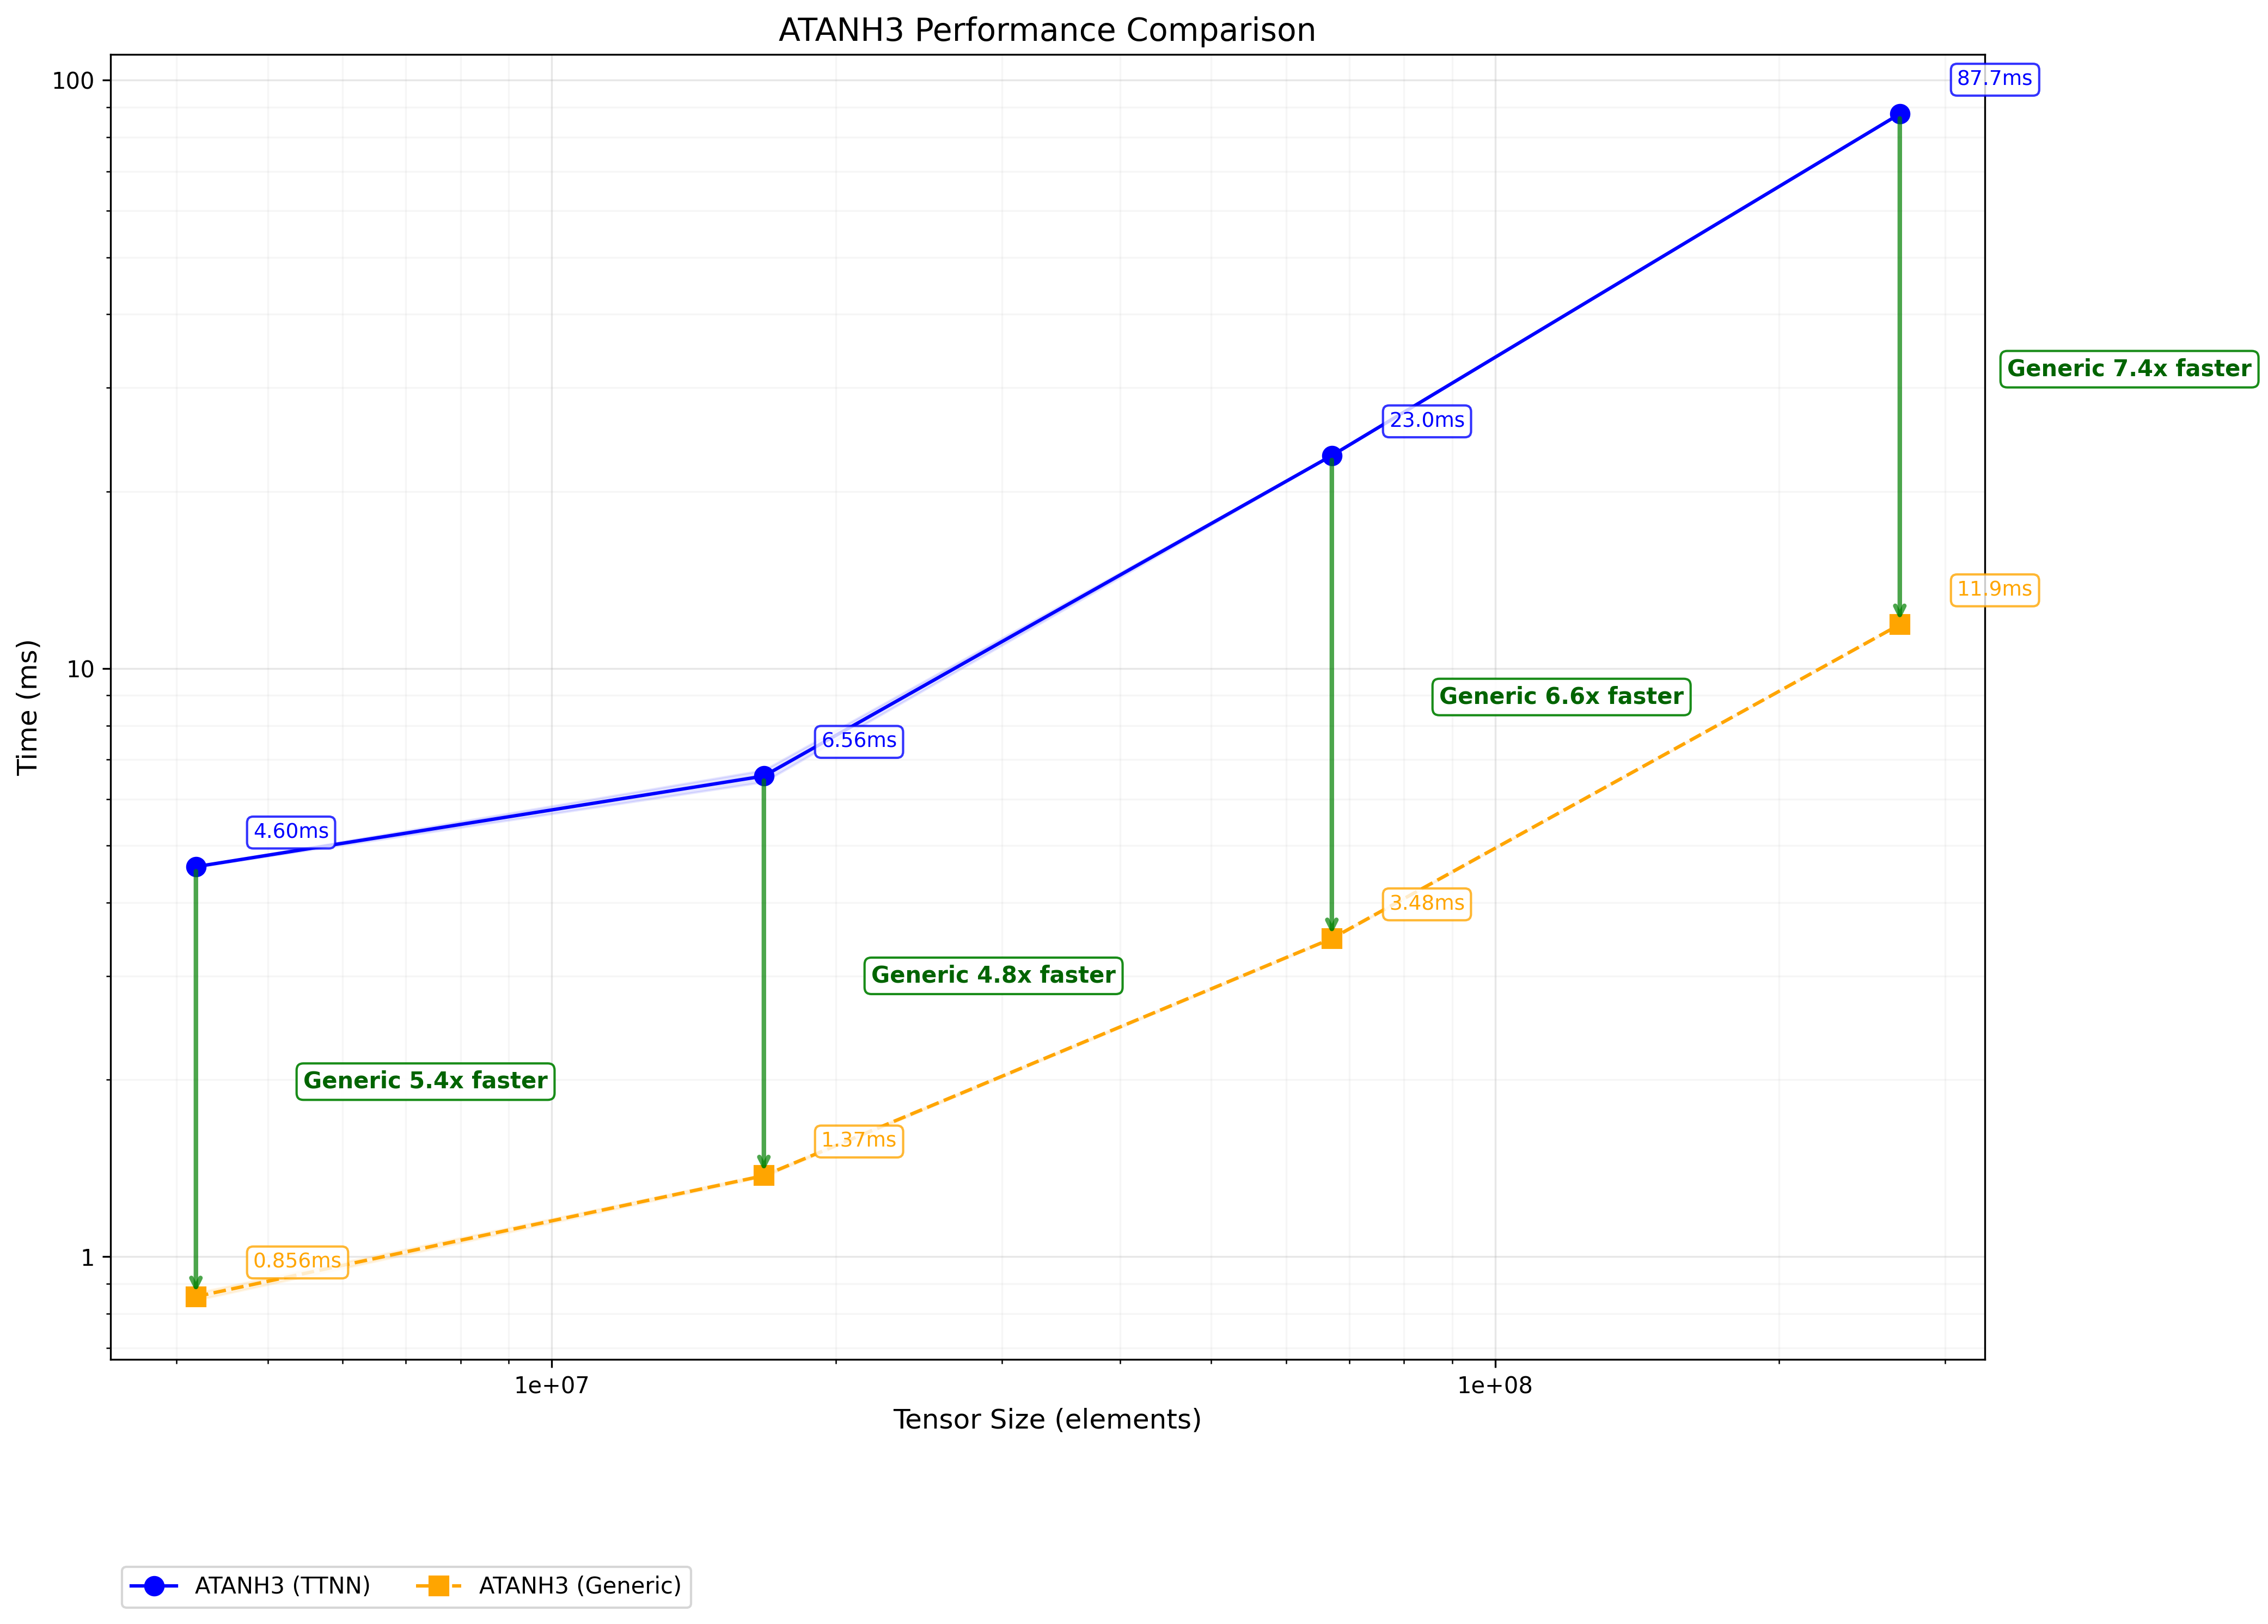 ATANH3 Performance Comparison
100
87.7ms
Generic 7.4x faster
23.0ms
11.9ms
Time (ms)
10
Generic 6.6x faster
6.56ms
4.60ms
3.48ms
Generic 4.8x faster
Generic 5.4x faster
1.37ms
1
0.856ms
1e+07
1e+08
Tensor Size (elements)
ATANH3 (TTNN)
ATANH3 (Generic)